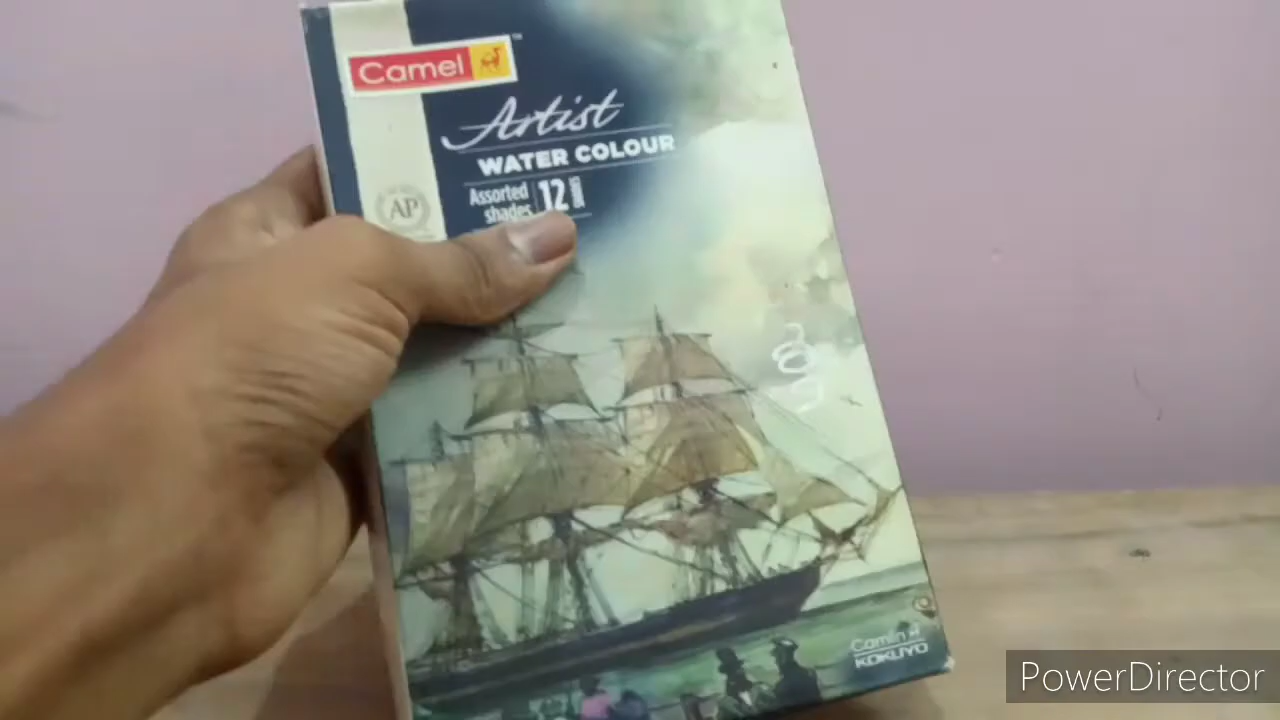 Camel
Artist
WATER COLOUR
Assorted 12
shades
AP
Camlin
KOKUYO
PowerDirector